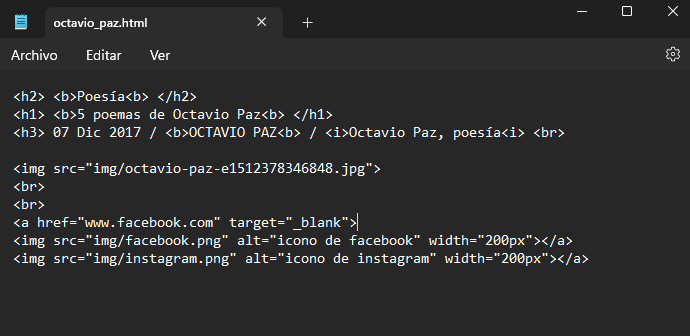 octavio_paz.html
Archivo Editar Ver
<h2> <b>Poesía<b> </h2>
<h1> <b>5 poemas de Octavio Paz<b> </h1>
<h3> 07 Dic 2017 / <b>OCTAVIO PAZ<b> / <i>Octavio Paz, poesía<i> <br>
<img src="img/octavio-paz-e1512378346848.jpg">
<br>
<br>
<a href="www.facebook.com" target="_blank">
<img src="img/facebook.png" alt="icono de facebook" width="200px"></a>
<img src="img/instagram.png" alt="icono de instagram" width="200px"></a>